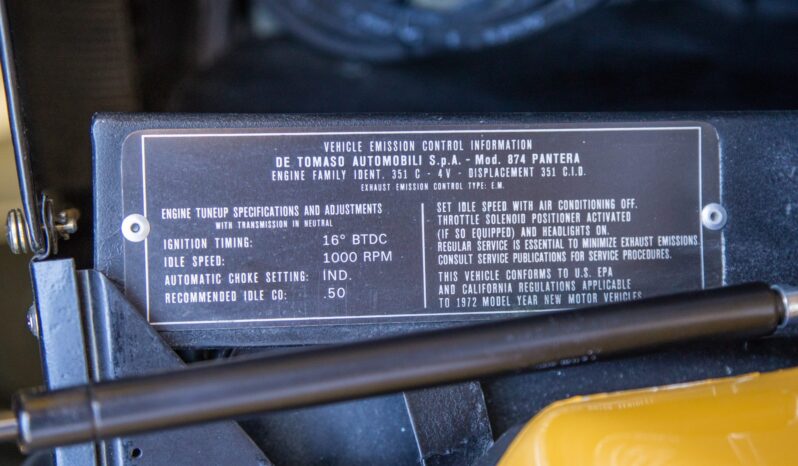 VEHICLE EMISSION CONTROL INFORMATION
DE TOMASO AUTOMOBILI S.p.A. - Mod. 874 PANTERA
ENGINE FAMILY IDENT. 351 C - 4V - DISPLACEMENT 351 C.I.D.
EXHAUST EMISSION CONTROL TYPE: E.M.
ENGINE TUNEUP SPECIFICATIONS AND ADJUSTMENTS
WITH TRANSMISSION IN NEUTRAL
IGNITION TIMING: 16° BTDC
IDLE SPEED: 1000 RPM
AUTOMATIC CHOKE SETTING: IND.
RECOMMENDED IDLE CO: .50
SET IDLE SPEED WITH AIR CONDITIONING OFF.
THROTTLE SOLENOID POSITIONER ACTIVATED
(IF SO EQUIPPED) AND HEADLIGHTS ON.
REGULAR SERVICE IS ESSENTIAL TO MINIMIZE EXHAUST EMISSIONS
CONSULT SERVICE PUBLICATIONS FOR SERVICE PROCEDURES.
THIS VEHICLE CONFORMS TO U.S. EPA
AND CALIFORNIA REGULATIONS APPLICABLE
TO 1972 MODEL YEAR NEW MOTOR VEHICLES